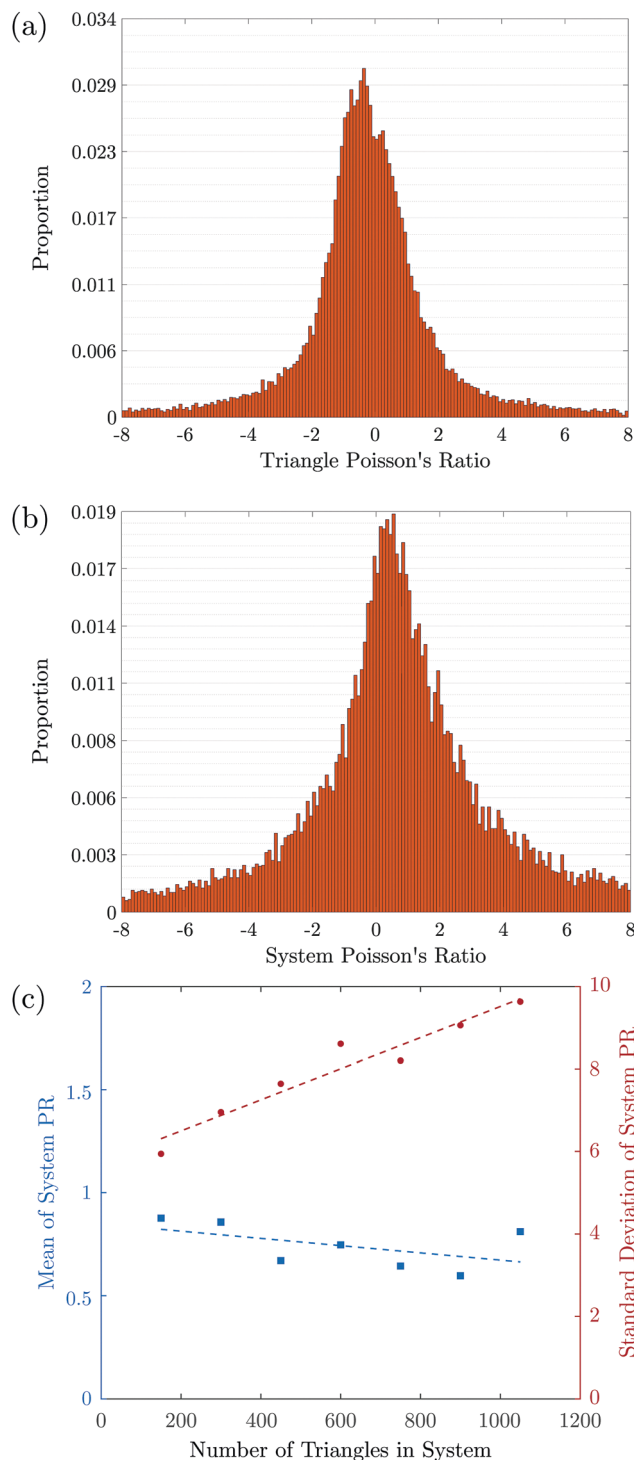 (a)
0.034
0.029
0.023
0.017
0.011
0.006
0
Proportion
-8 -6 -4 -2 0 2 4 6 8
Triangle Poisson's Ratio
(b)
0.019
0.017
0.014
0.011
0.008
0.006
0.003
0
Proportion
-8 -6 -4 -2 0 2 4 6 8
System Poisson's Ratio
(c)
2
1.5
1
0.5
0
Mean of System PR
10
8
6
4
2
0
Standard Deviation of System PR
0 200 400 600 800 1000 1200
Number of Triangles in System